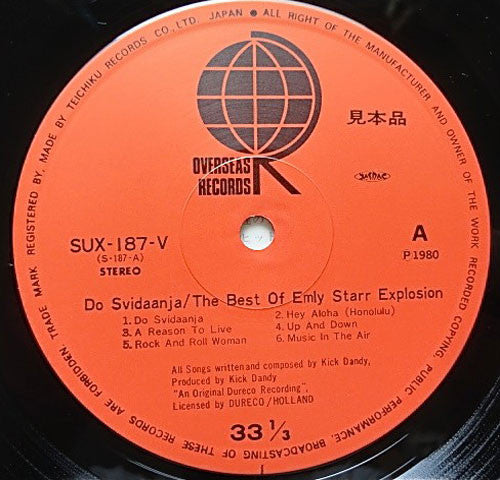 TRADE MARK REGISTERED. BY, MADE BY TEICHIKU RECORDS CO., LTD. JAPAN ● ALL RIGHT OF THE MANUFACTURER AND OWNER OF THE WORK RECORDED COPYING, PUBLIC PERFORMANCE, BROADCASTING OF THESE RECORDS ARE FORBIDDEN.
見本品
OVERSEAS
RECORDS
SUX-187-V
(S-187-A)
STEREO
A
P 1980
Do Svidaanja/The Best Of Emly Starr Explosion
1. Do Svidaanja
2. Hey Aloha (Honolulu)
3. A Reason To Live
4. Up And Down
5. Rock And Roll Woman
6. Music In The Air
All Songs written and composed by Kick Dandy,
Produced by Kick Dandy
"An Original Dureco Recording"
Licensed by DURECO/HOLLAND
33 1/3